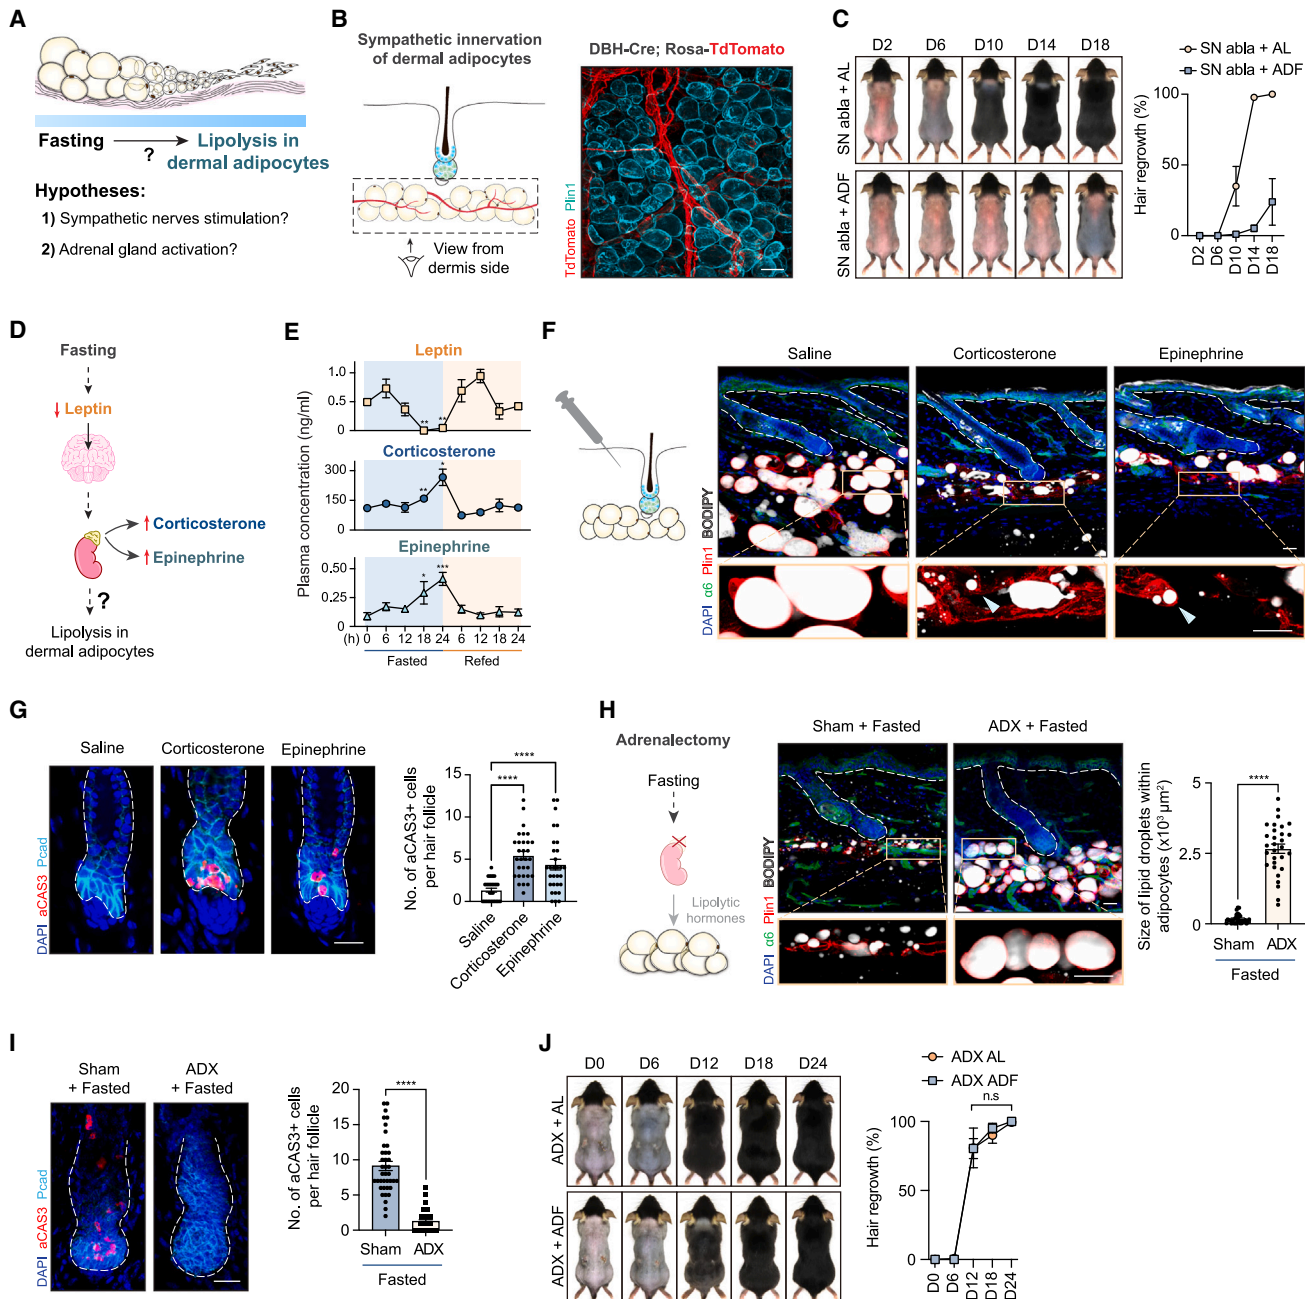 A
Fasting
?
Lipolysis in
dermal adipocytes
Hypotheses:
1) Sympathetic nerves stimulation?
2) Adrenal gland activation?
B
Sympathetic innervation
of dermal adipocytes
View from
dermis side
DBH-Cre; Rosa-TdTomato
TdTomato Plin1
C
D2 D6 D10 D14 D18
SN abla + AL
SN abla + ADF
SN abla + AL
SN abla + ADF
Hair regrowth (%)
100
50
0
D2 D6 D10 D14 D18
D
Fasting
↓ Leptin
↑ Corticosterone
↑ Epinephrine
?
Lipolysis in
dermal adipocytes
E
Plasma concentration (ng/ml)
Leptin
1.0
0.5
0
** **
Corticosterone
300
150
0
** *
Epinephrine
0.50
0.25
0
* ***
(h) 0 6 12 18 24 6 12 18 24
Fasted Refed
F
Saline Corticosterone Epinephrine
DAPI α6 Plin1 BODIPY
G
Saline Corticosterone Epinephrine
DAPI aCAS3 Pcad
No. of aCAS3+ cells
per hair follicle
15
10
5
0
****
****
Saline
Corticosterone
Epinephrine
H
Adrenalectomy
Fasting
Lipolytic
hormones
Sham + Fasted ADX + Fasted
DAPI α6 Plin1 BODIPY
Size of lipid droplets within
adipocytes (x10³ µm²)
5
2.5
0
****
Sham ADX
Fasted
I
Sham
+ Fasted
ADX
+ Fasted
DAPI aCAS3 Pcad
No. of aCAS3+ cells
per hair follicle
20
15
10
5
0
****
Sham ADX
Fasted
J
D0 D6 D12 D18 D24
ADX + AL
ADX + ADF
ADX AL
ADX ADF
n.s
Hair regrowth (%)
100
50
0
D0 D6 D12 D18 D24